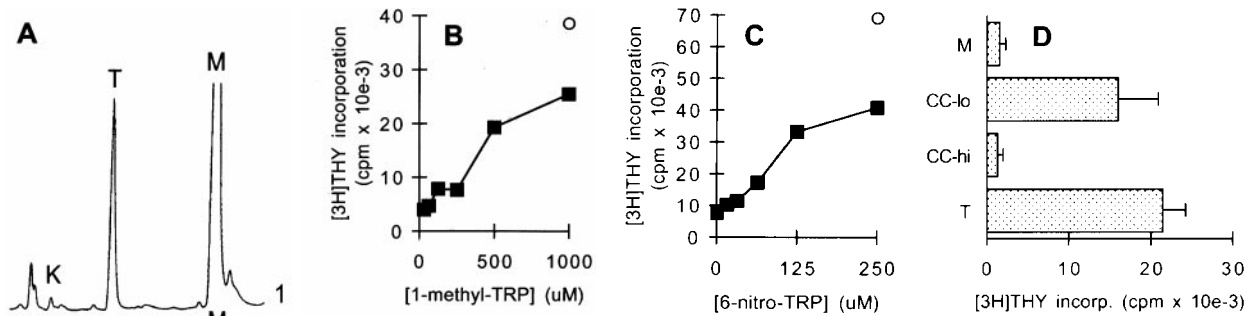 A
T
M
K
1
M
B
[3H]THY incorporation
(cpm x 10e-3)
40
30
20
10
0
0 500 1000
[1-methyl-TRP] (uM)
C
[3H]THY incorporation
(cpm x 10e-3)
70
60
50
40
30
20
10
0
0 125 250
[6-nitro-TRP] (uM)
D
M
CC-lo
CC-hi
T
0 10 20 30
[3H]THY incorp. (cpm x 10e-3)